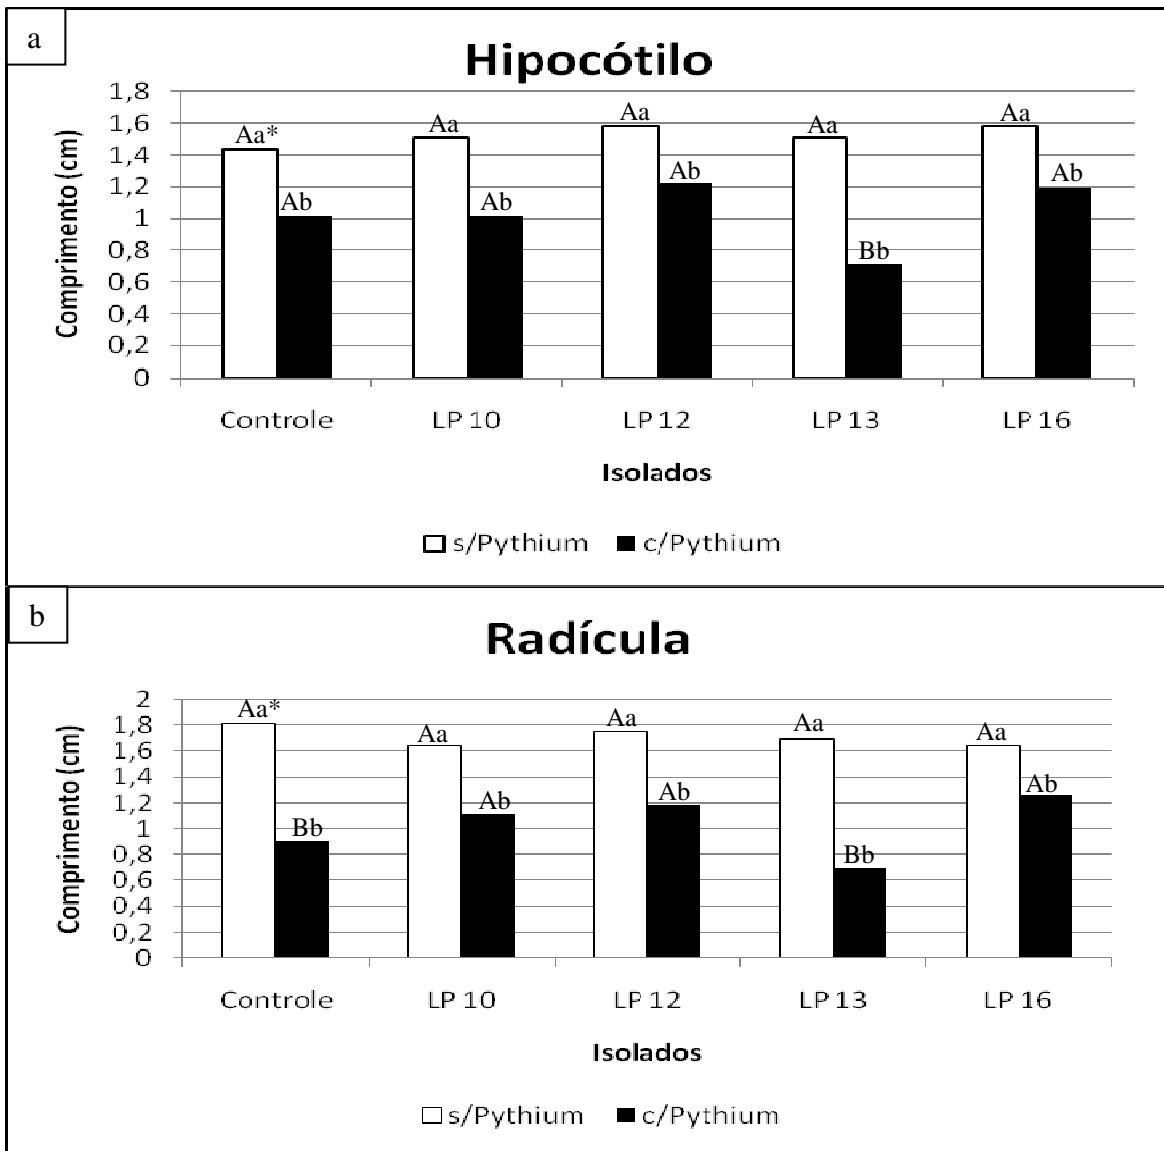 a
Hipocótilo
Comprimento (cm)
1,8
1,6
1,4
1,2
1
0,8
0,6
0,4
0,2
0
Aa* Ab Aa Ab Aa Ab Aa Bb Aa Ab
Controle LP 10 LP 12 LP 13 LP 16
Isolados
s/Pythium c/Pythium
b
Radícula
Comprimento (cm)
2
1,8
1,6
1,4
1,2
1
0,8
0,6
0,4
0,2
0
Aa* Bb Aa Ab Aa Ab Aa Bb Aa Ab
Controle LP 10 LP 12 LP 13 LP 16
Isolados
s/Pythium c/Pythium